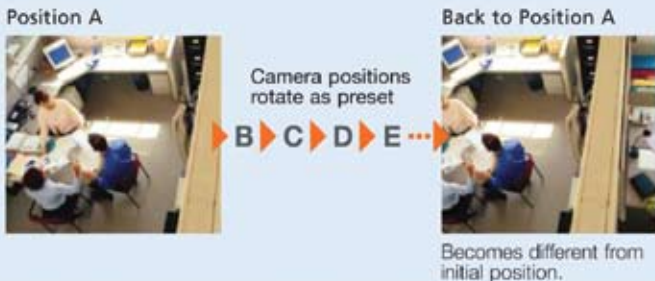 Position A
Back to Position A
Camera positions
rotate as preset
B C D E
Becomes different from
initial position.